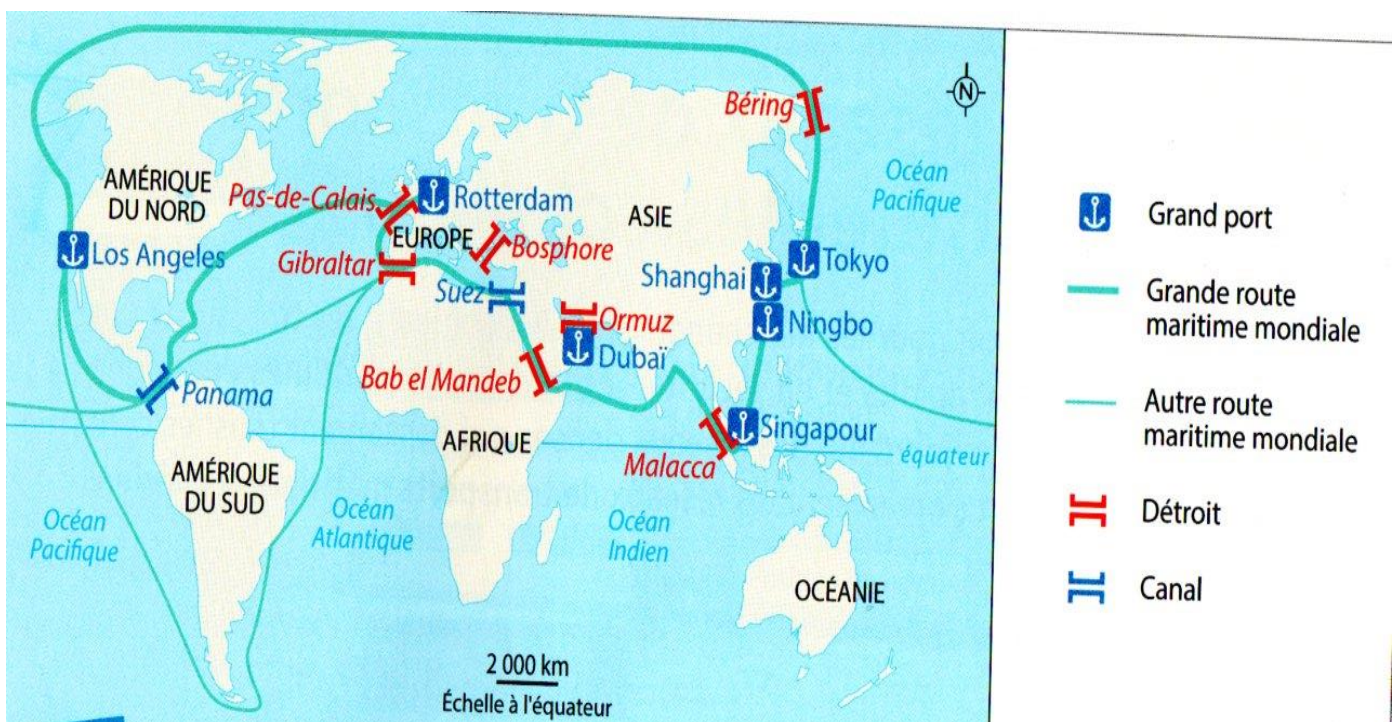 Béring
N
Océan
Pacifique
AMÉRIQUE
DU NORD
Pas-de-Calais
Rotterdam
ASIE
EUROPE
Bosphore
Los Angeles
Gibraltar
Tokyo
Shanghai
Suez
Ormuz
Ningbo
Dubaï
Bab el Mandeb
Panama
Singapour
AFRIQUE
équateur
Malacca
AMÉRIQUE
DU SUD
Océan
Pacifique
Océan
Atlantique
Océan
Indien
OCÉANIE
2 000 km
Échelle à l'équateur
Grand port
Grande route
maritime mondiale
Autre route
maritime mondiale
Détroit
Canal